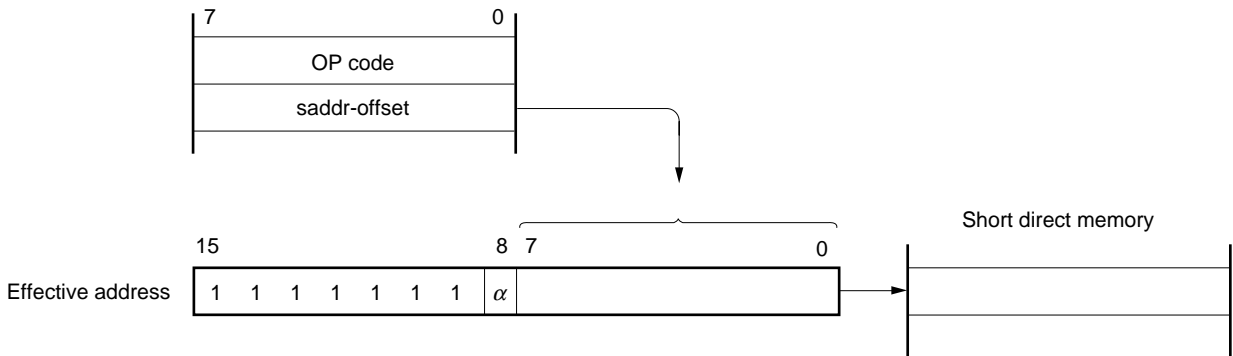 7 0
OP code
saddr-offset
Short direct memory
15 8 7 0
Effective address 1 1 1 1 1 1 1 α